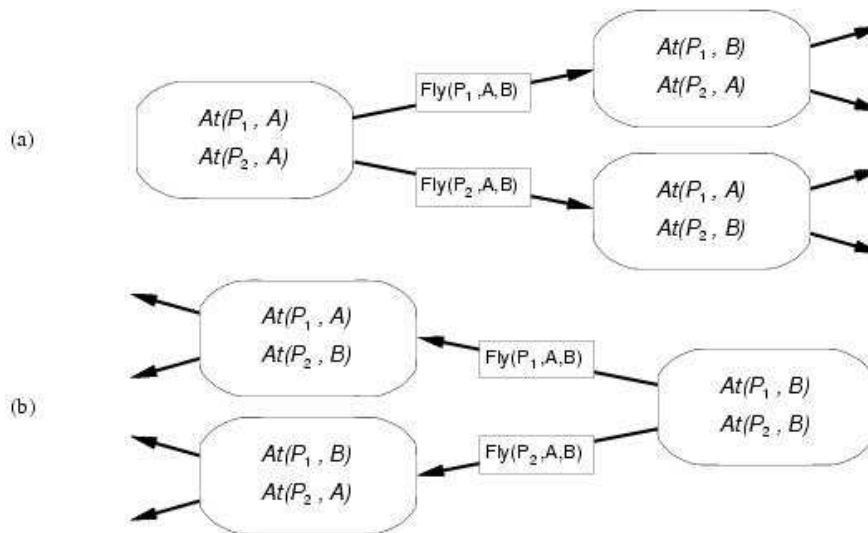 (a)
At(P₁ , A)
At(P₂ , A)
Fly(P₁ ,A,B)
Fly(P₂ ,A,B)
At(P₁ , B)
At(P₂ , A)
At(P₁ , A)
At(P₂ , B)
(b)
At(P₁ , A)
At(P₂ , B)
At(P₁ , B)
At(P₂ , A)
Fly(P₁ ,A,B)
Fly(P₂ ,A,B)
At(P₁ , B)
At(P₂ , B)